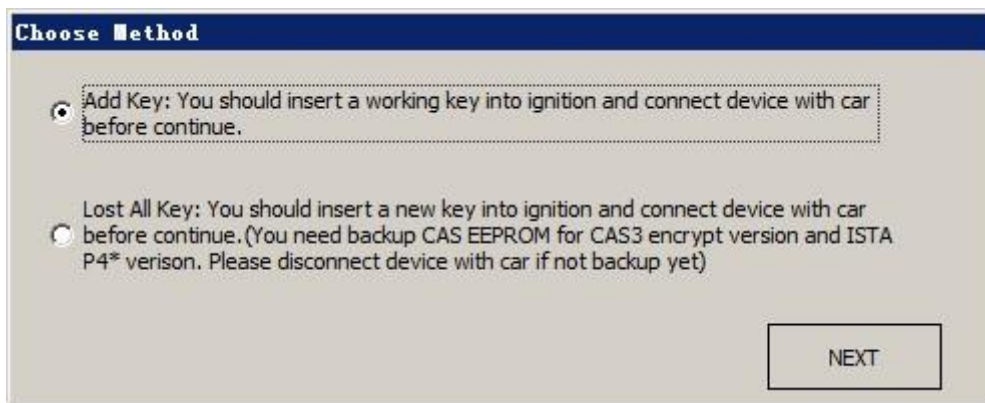 Choose Method
Add Key: You should insert a working key into ignition and connect device with car
before continue.
Lost All Key: You should insert a new key into ignition and connect device with car
before continue.(You need backup CAS EEPROM for CAS3 encrypt version and ISTA
P4* verison. Please disconnect device with car if not backup yet)
NEXT